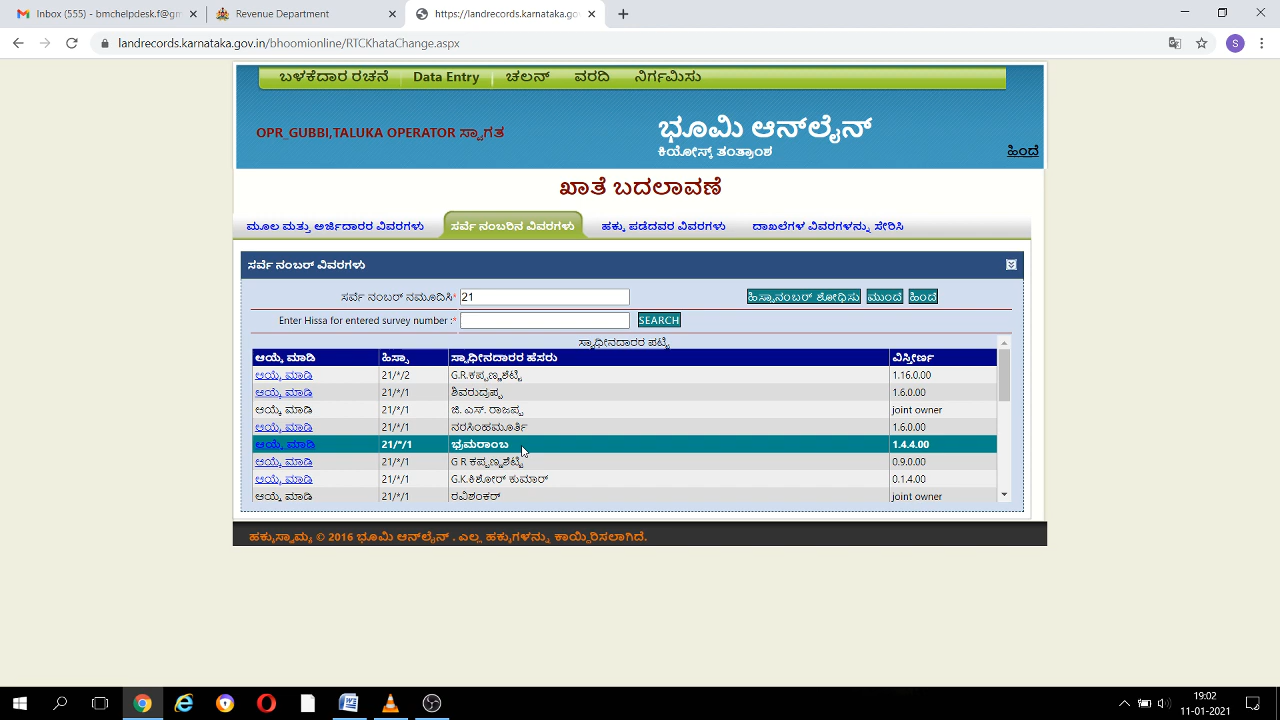 Inbox (555) - bmchelpdesk.f@gm
Revenue Department
https://landrecords.karnataka.gov
landrecords.karnataka.gov.in/bhoomionline/RTCKhataChange.aspx
S
ಬಳಕೆದಾರ ರಚನೆ Data Entry ಚಲನ್ ವರದಿ ನಿರ್ಗಮಿಸು
OPR_GUBBI,TALUKA OPERATOR ಸ್ವಾಗತ
ಭೂಮಿ ಆನ್‌ಲೈನ್
ಕಿಯೋಸ್ಕ್ ತಂತ್ರಾಂಶ
ಹಿಂದೆ
ಖಾತೆ ಬದಲಾವಣೆ
ಮೂಲ ಮತ್ತು ಅರ್ಜಿದಾರರ ವಿವರಗಳು ಸರ್ವೆ ನಂಬರಿನ ವಿವರಗಳು ಹಕ್ಕು ಪಡೆದವರ ವಿವರಗಳು ದಾಖಲೆಗಳ ವಿವರಗಳನ್ನು ಸೇರಿಸಿ
ಸರ್ವೆ ನಂಬರ್ ವಿವರಗಳು
ಸರ್ವೆ ನಂಬರ್ ನಮೂದಿಸಿ* 21 ಹಿಸ್ಸಾನಂಬರ್ ಶೋಧಿಸು ಮುಂದೆ ಹಿಂದೆ
Enter Hissa for entered survey number :* SEARCH
ಸ್ವಾಧೀನದಾರರ ಪಟ್ಟಿ
ಆಯ್ಕೆ ಮಾಡಿ ಹಿಸ್ಸಾ ಸ್ವಾಧೀನದಾರರ ಹೆಸರು ವಿಸ್ತೀರ್ಣ
ಆಯ್ಕೆ ಮಾಡಿ 21/*/2 G.R.ಕಪ್ಪಣ್ಣಶೆಟ್ಟಿ 1.16.0.00
ಆಯ್ಕೆ ಮಾಡಿ 21/*/1 ಶಿವರುದ್ರಪ್ಪ 1.6.0.00
ಆಯ್ಕೆ ಮಾಡಿ 21/*/1 ಜಿ. ಎಸ್. ರಾಜಪ್ಪ joint owner
ಆಯ್ಕೆ ಮಾಡಿ 21/*/1 ನರಸಿಂಹಮೂರ್ತಿ 1.6.0.00
ಆಯ್ಕೆ ಮಾಡಿ 21/*/1 ಭ್ರಮರಾಂಬ 1.4.4.00
ಆಯ್ಕೆ ಮಾಡಿ 21/*/1 G R ಕಪ್ಪಣ್ಣಶೆಟ್ಟಿ 0.9.0.00
ಆಯ್ಕೆ ಮಾಡಿ 21/*/1 G.K.ಕಿಶೋರ್ ಕುಮಾರ್ 0.1.4.00
ಆಯ್ಕೆ ಮಾಡಿ 21/*/1 ರವಿಶಂಕರ್ joint owner
ಹಕ್ಕುಸ್ವಾಮ್ಯ © 2016 ಭೂಮಿ ಆನ್‌ಲೈನ್ . ಎಲ್ಲ ಹಕ್ಕುಗಳನ್ನು ಕಾಯ್ದಿರಿಸಲಾಗಿದೆ.
19:02
11-01-2021